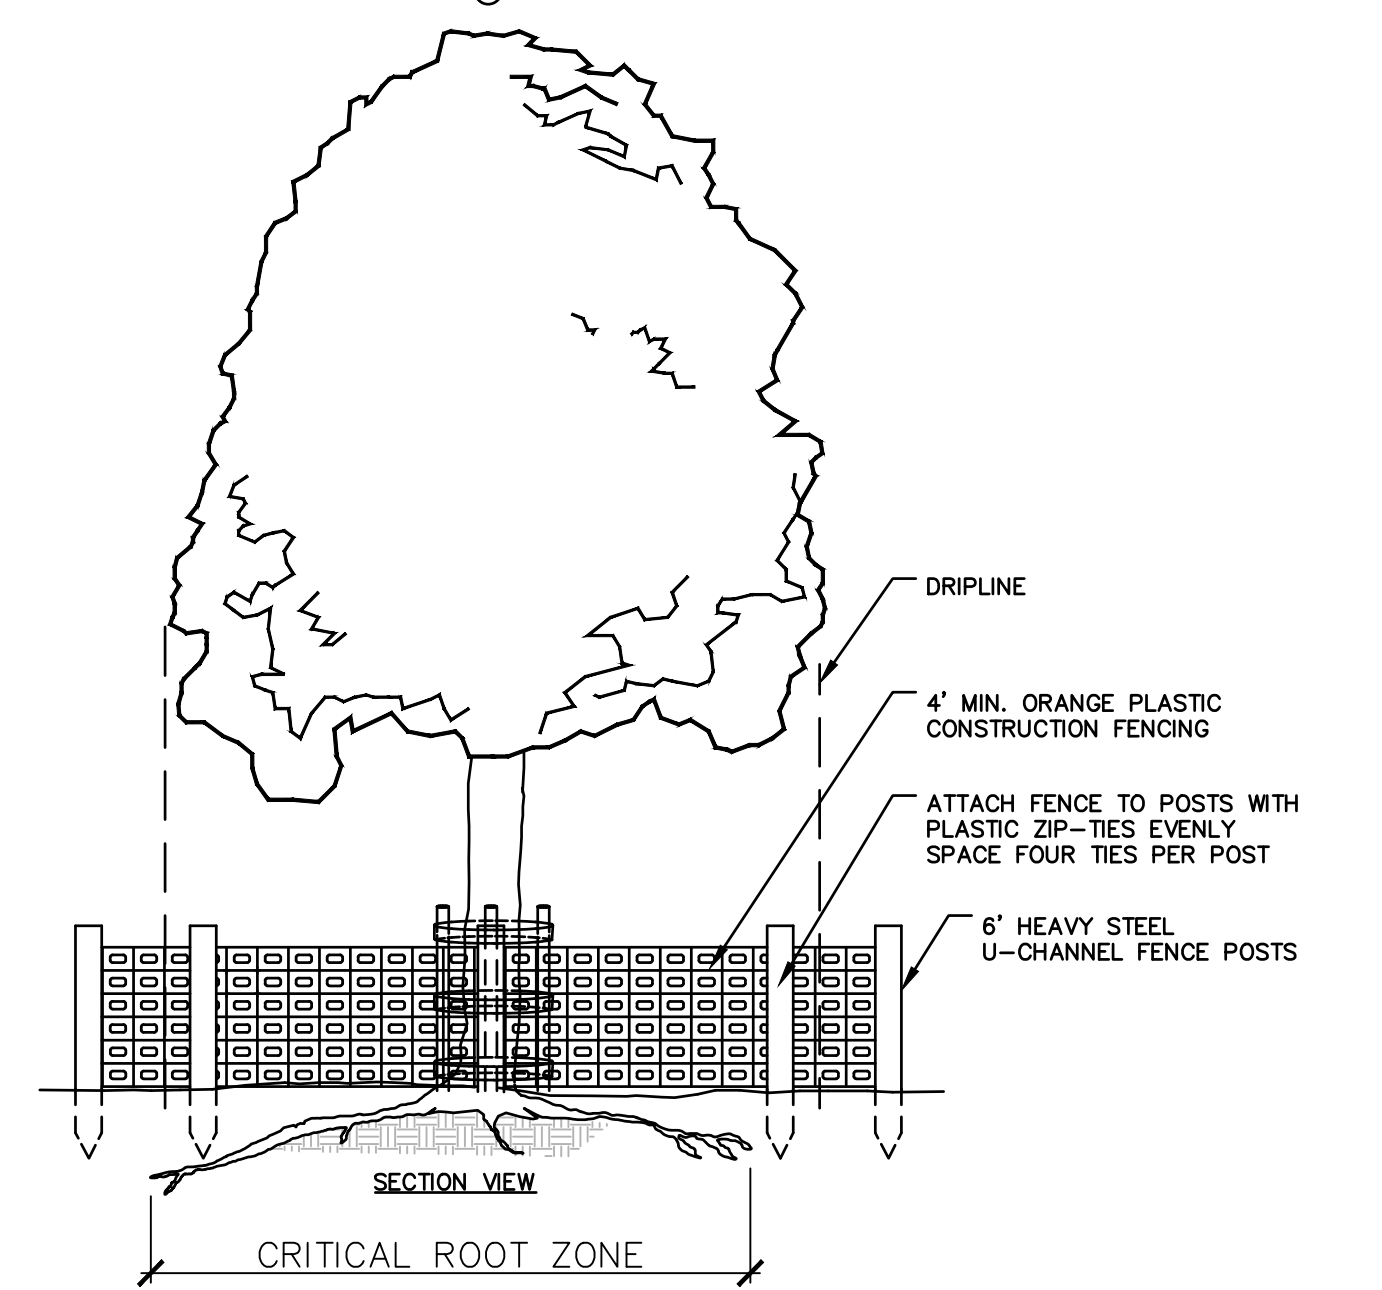 DRIPLINE
4' MIN. ORANGE PLASTIC
CONSTRUCTION FENCING
ATTACH FENCE TO POSTS WITH
PLASTIC ZIP-TIES EVENLY
SPACE FOUR TIES PER POST
6' HEAVY STEEL
U-CHANNEL FENCE POSTS
SECTION VIEW
CRITICAL ROOT ZONE